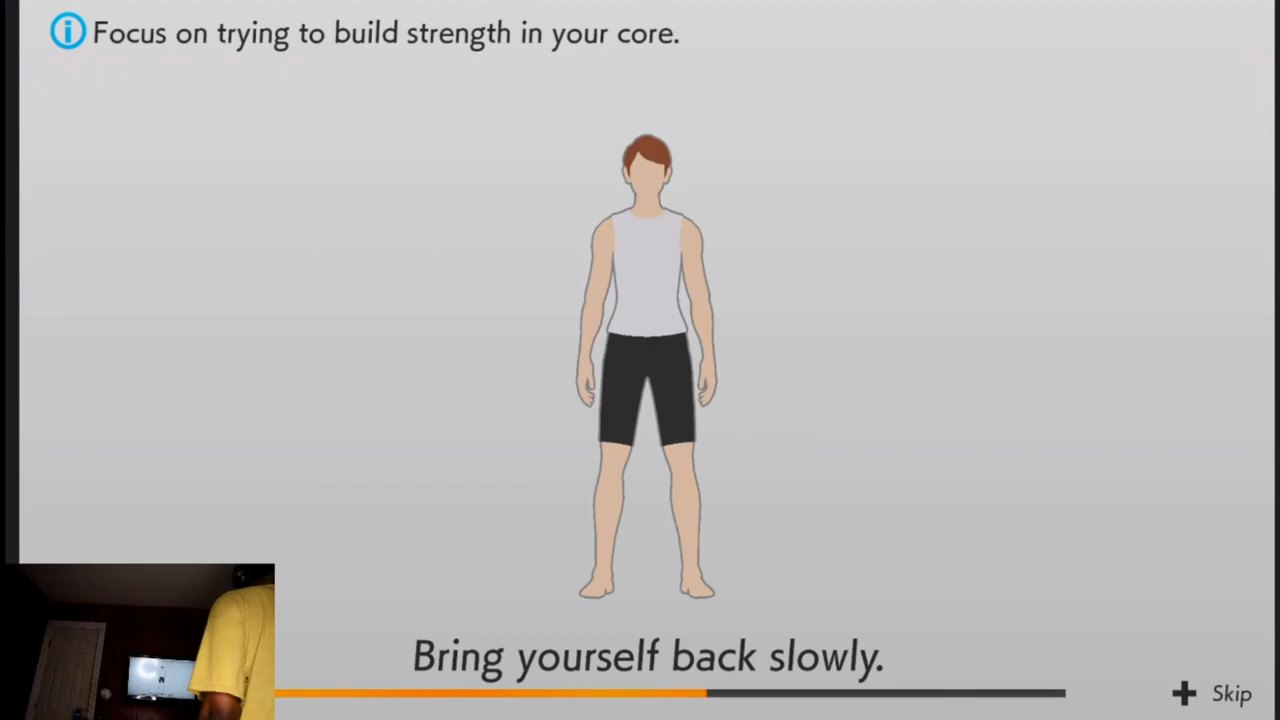 Focus on trying to build strength in your core.
Bring yourself back slowly.
Skip